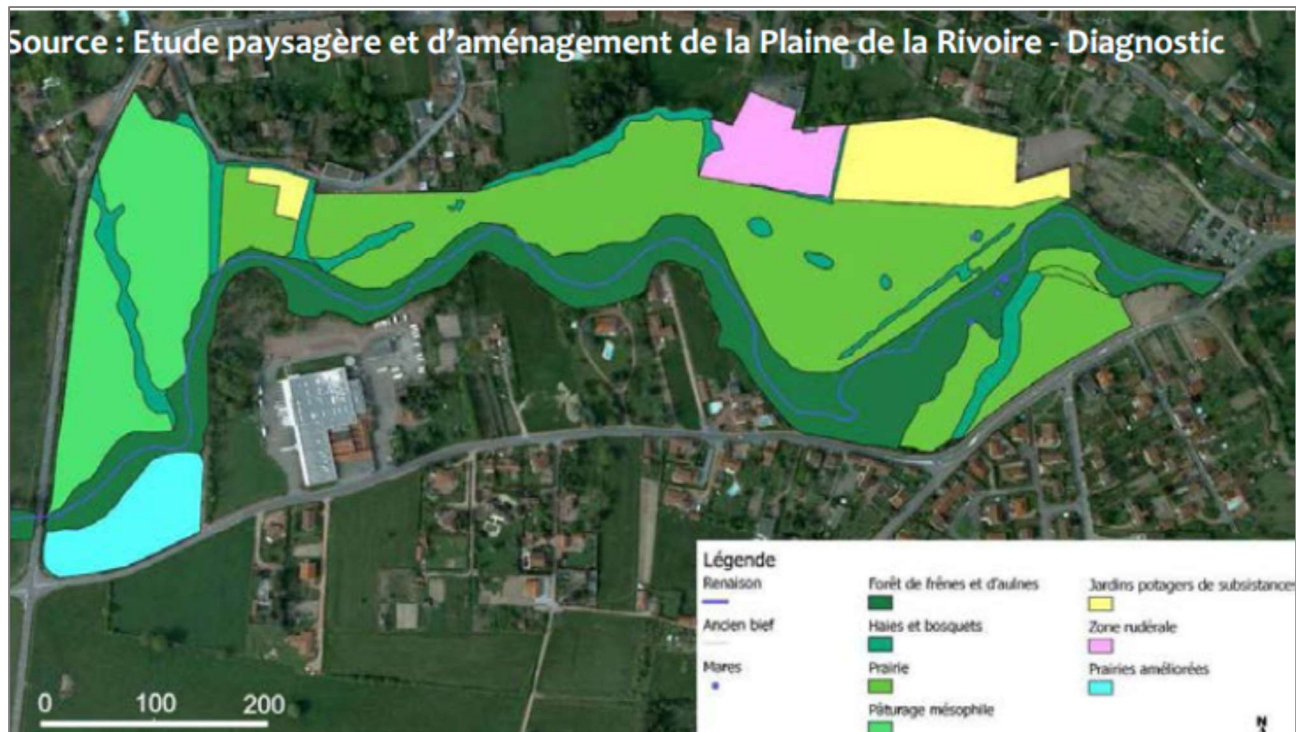 Source : Etude paysagère et d'aménagement de la Plaine de la Rivoire - Diagnostic
Légende
Renaison
Ancien bief
Mares
Forêt de frênes et d'aulnes
Haies et bosquets
Prairie
Pâturage mésophile
Jardins potagers de subsistances
Zone rudérale
Prairies améliorées
0 100 200
N